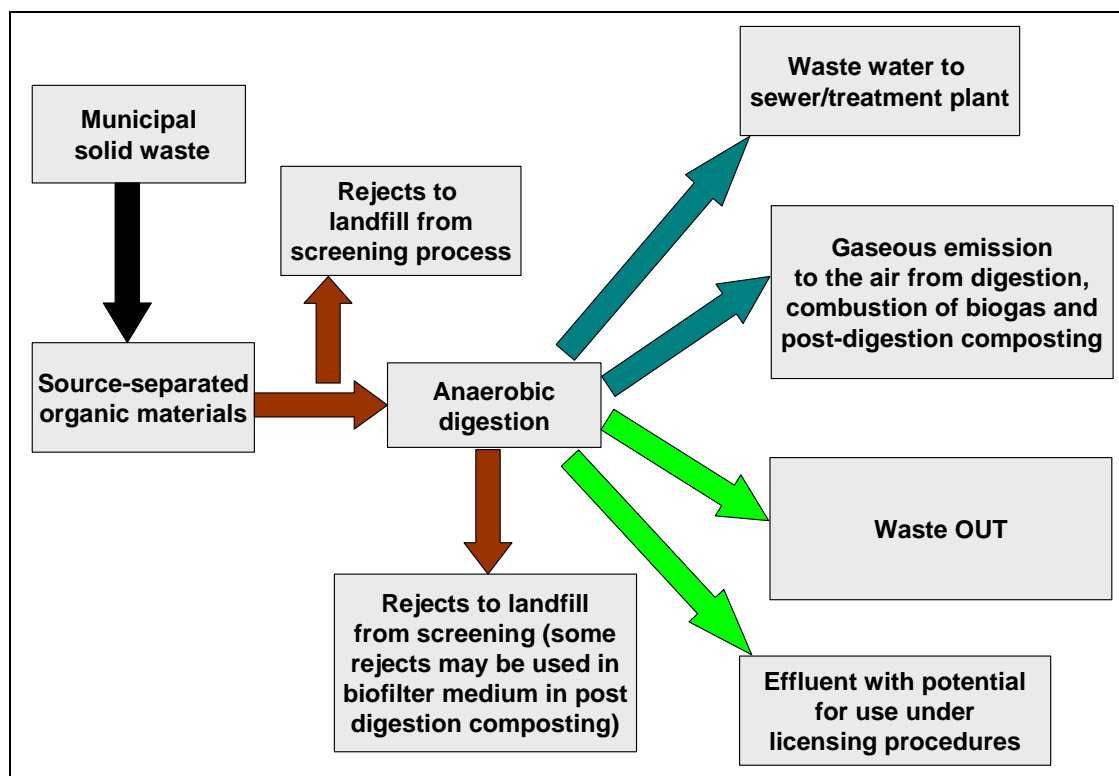 Municipal
solid waste
Source-separated
organic materials
Rejects to
landfill from
screening process
Anaerobic
digestion
Rejects to landfill
from screening (some
rejects may be used in
biofilter medium in post
digestion composting)
Waste water to
sewer/treatment plant
Gaseous emission
to the air from digestion,
combustion of biogas and
post-digestion composting
Waste OUT
Effluent with potential
for use under
licensing procedures